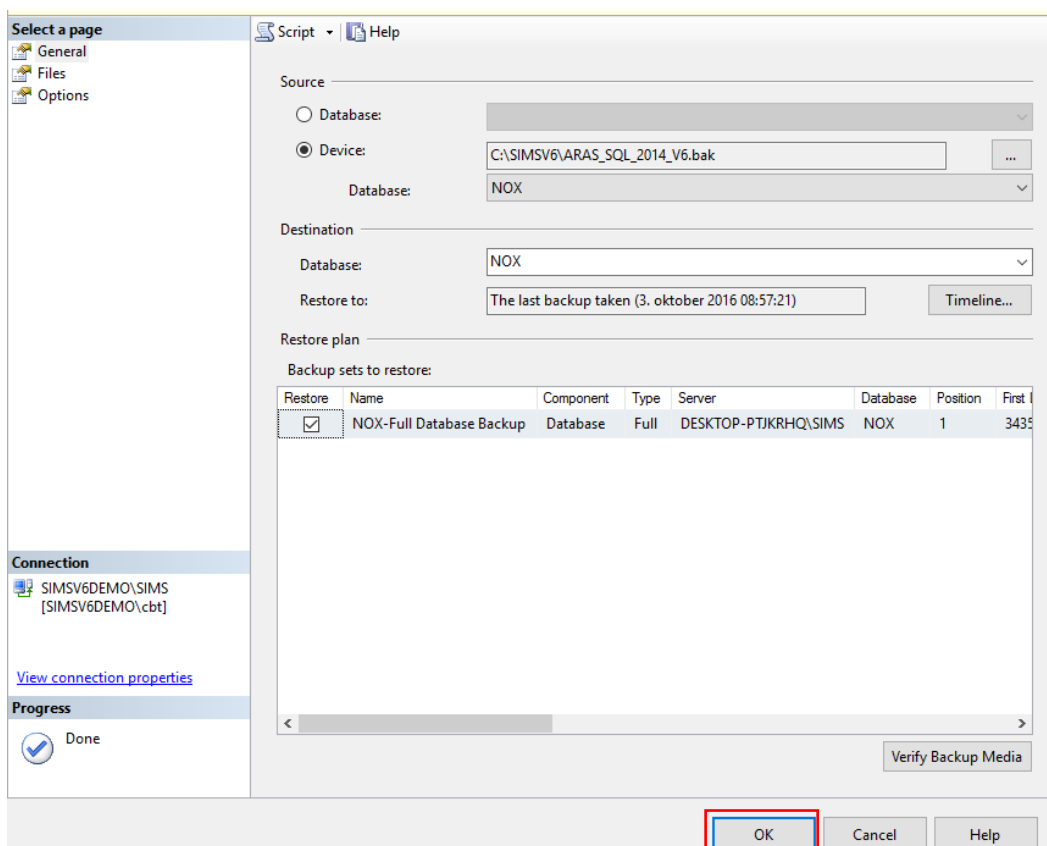 Select a page
General
Files
Options
Script
Help
Source
Database:
Device:
C:\SIMSV6\ARAS_SQL_2014_V6.bak
...
Database:
NOX
Destination
Database:
NOX
Restore to:
The last backup taken (3. oktober 2016 08:57:21)
Timeline...
Restore plan
Backup sets to restore:
Restore Name Component Type Server Database Position First
NOX-Full Database Backup Database Full DESKTOP-PTJKRHQ\SIMS NOX 1 3435
Connection
SIMSV6DEMO\SIMS
[SIMSV6DEMO\cbt]
View connection properties
Progress
Done
Verify Backup Media
OK Cancel Help